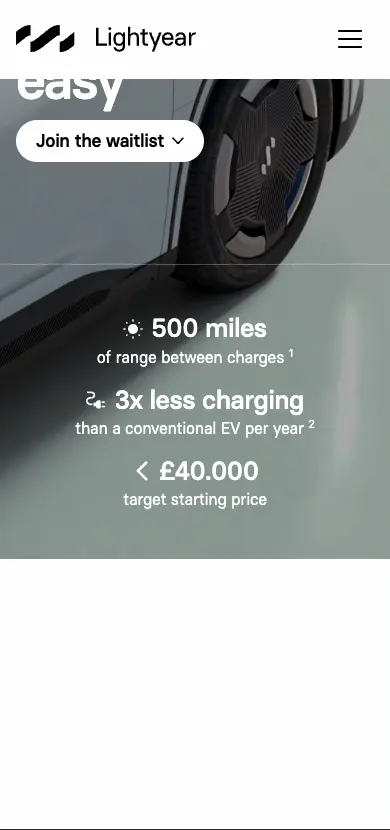 Lightyear
easy
Join the waitlist
500 miles
of range between charges 1
3x less charging
than a conventional EV per year 2
< £40.000
target starting price